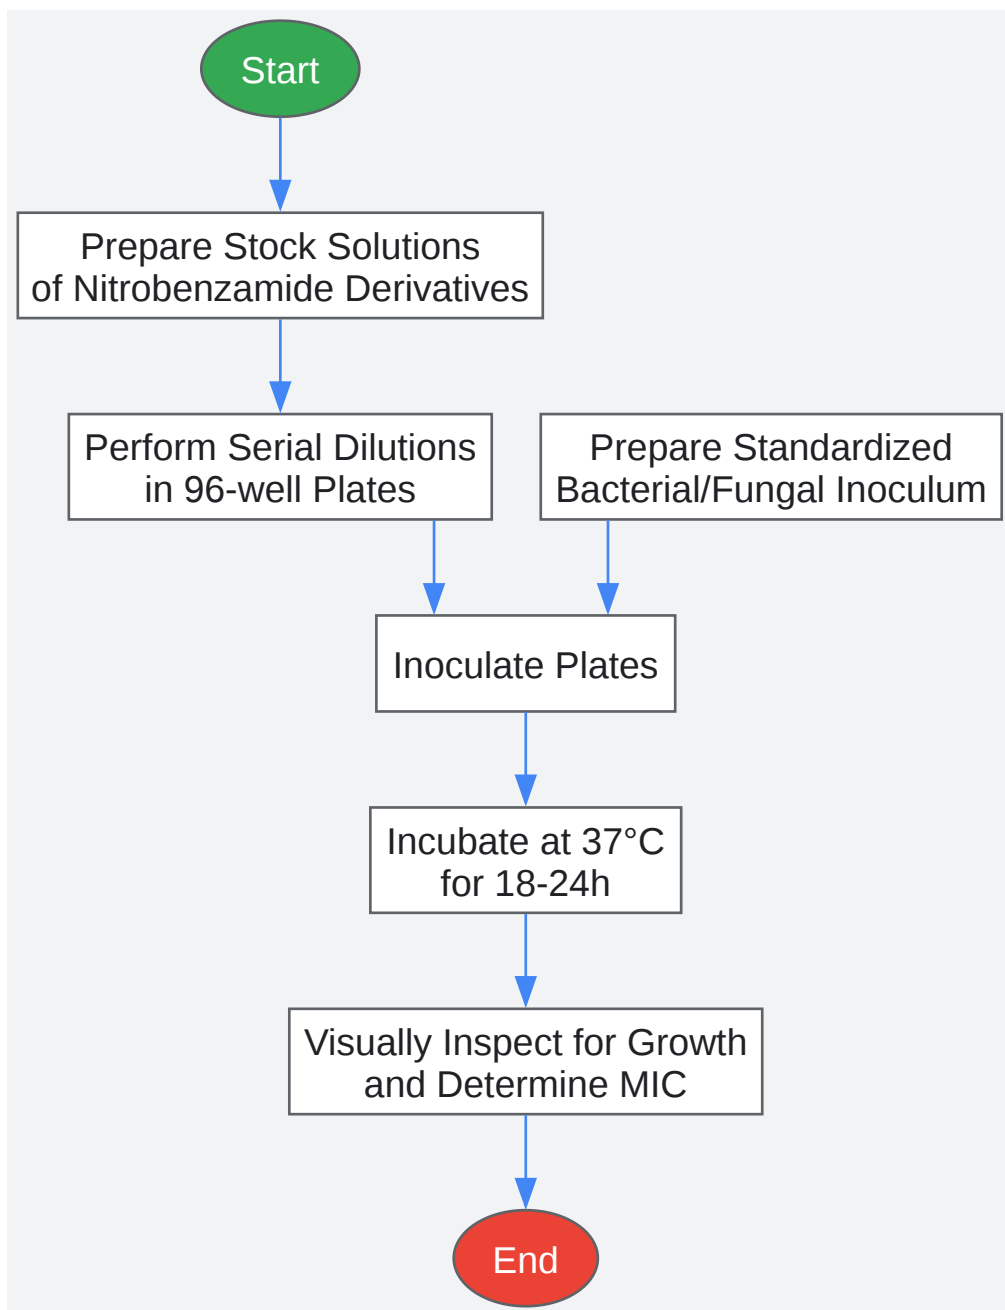 Start
Prepare Stock Solutions
of Nitrobenzamide Derivatives
Perform Serial Dilutions
in 96-well Plates
Prepare Standardized
Bacterial/Fungal Inoculum
Inoculate Plates
Incubate at 37°C
for 18-24h
Visually Inspect for Growth
and Determine MIC
End